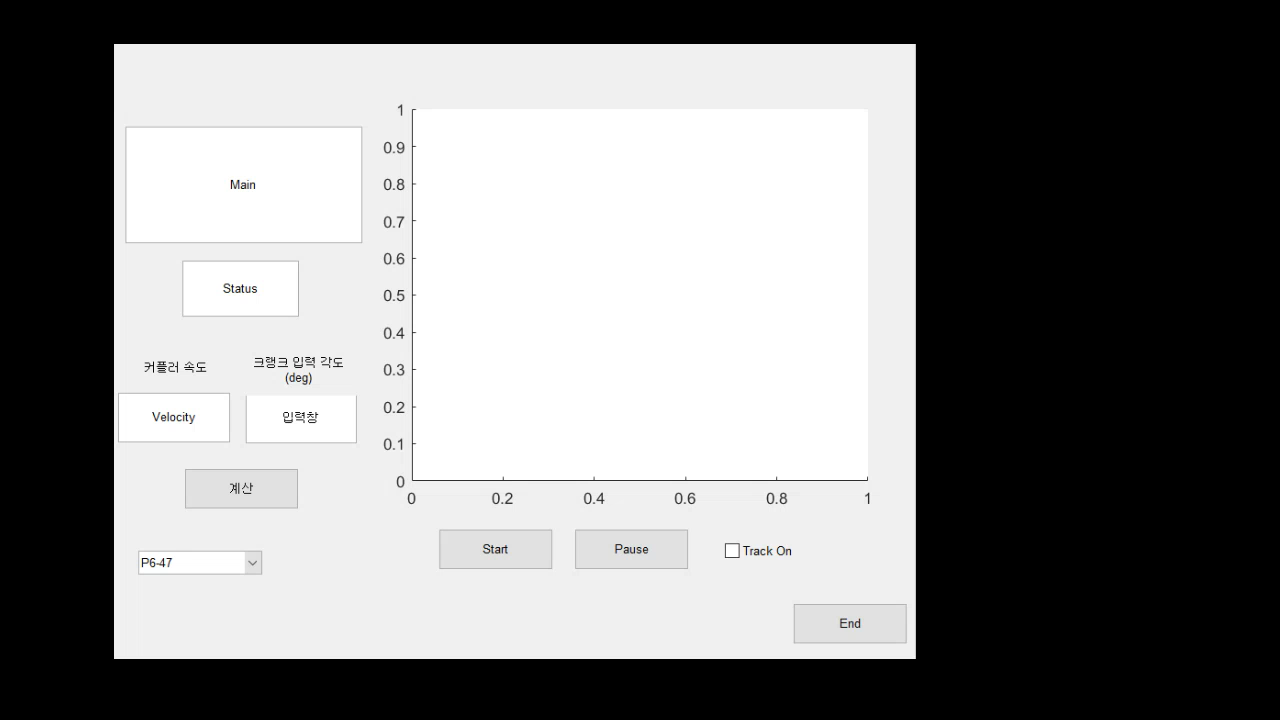 Main
Status
커플러 속도
크랭크 입력 각도
(deg)
Velocity
입력창
계산
P6-47
1
0.9
0.8
0.7
0.6
0.5
0.4
0.3
0.2
0.1
0
0 0.2 0.4 0.6 0.8 1
Start
Pause
Track On
End